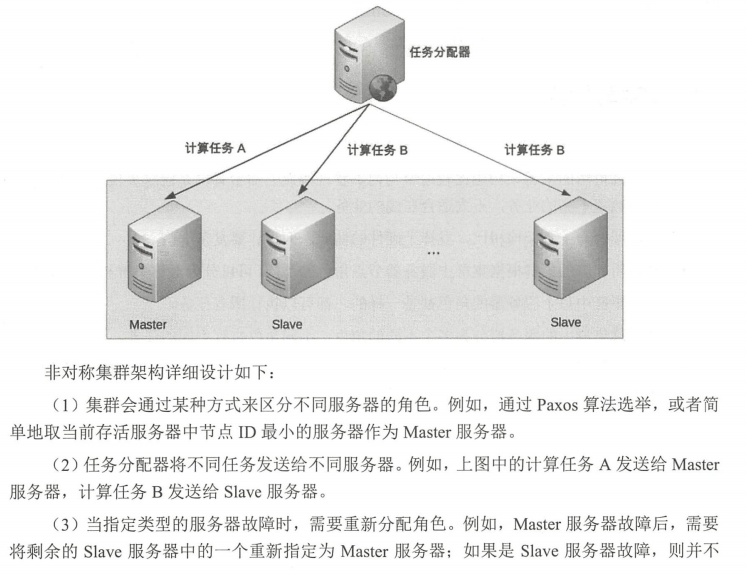 任务分配器
计算任务 A
计算任务 B
计算任务 B
...
Master
Slave
Slave
非对称集群架构详细设计如下：
（1）集群会通过某种方式来区分不同服务器的角色。例如，通过 Paxos 算法选举，或者简
单地取当前存活服务器中节点 ID 最小的服务器作为 Master 服务器。
（2）任务分配器将不同任务发送给不同服务器。例如，上图中的计算任务 A 发送给 Master
服务器，计算任务 B 发送给 Slave 服务器。
（3）当指定类型的服务器故障时，需要重新分配角色。例如，Master 服务器故障后，需要
将剩余的 Slave 服务器中的一个重新指定为 Master 服务器；如果是 Slave 服务器故障，则并不